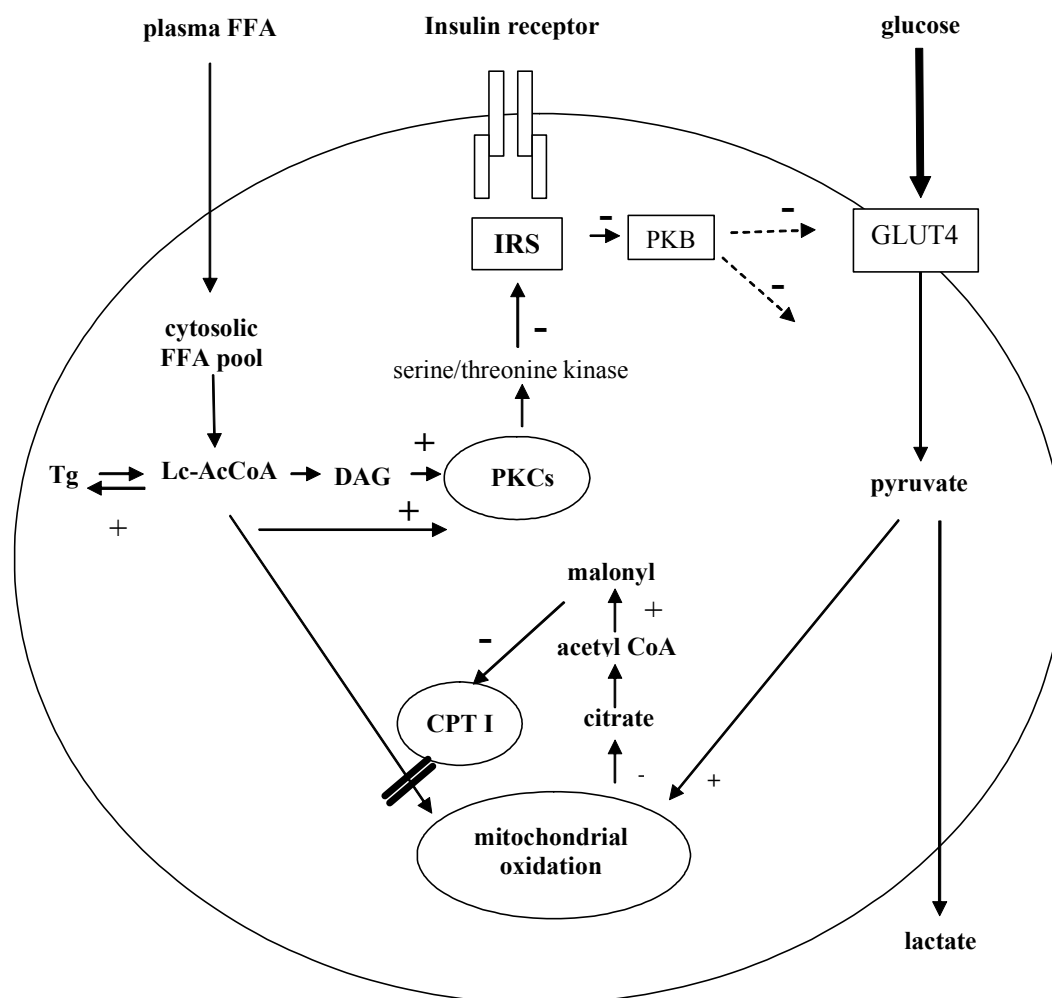 plasma FFA
Insulin receptor
glucose
IRS
-
PKB
-
-
GLUT4
cytosolic
FFA pool
-
serine/threonine kinase
Tg
Lc-AcCoA
DAG
+
PKCs
pyruvate
+
+
malonyl
+
-
acetyl CoA
CPT I
citrate
-
+
mitochondrial
oxidation
lactate